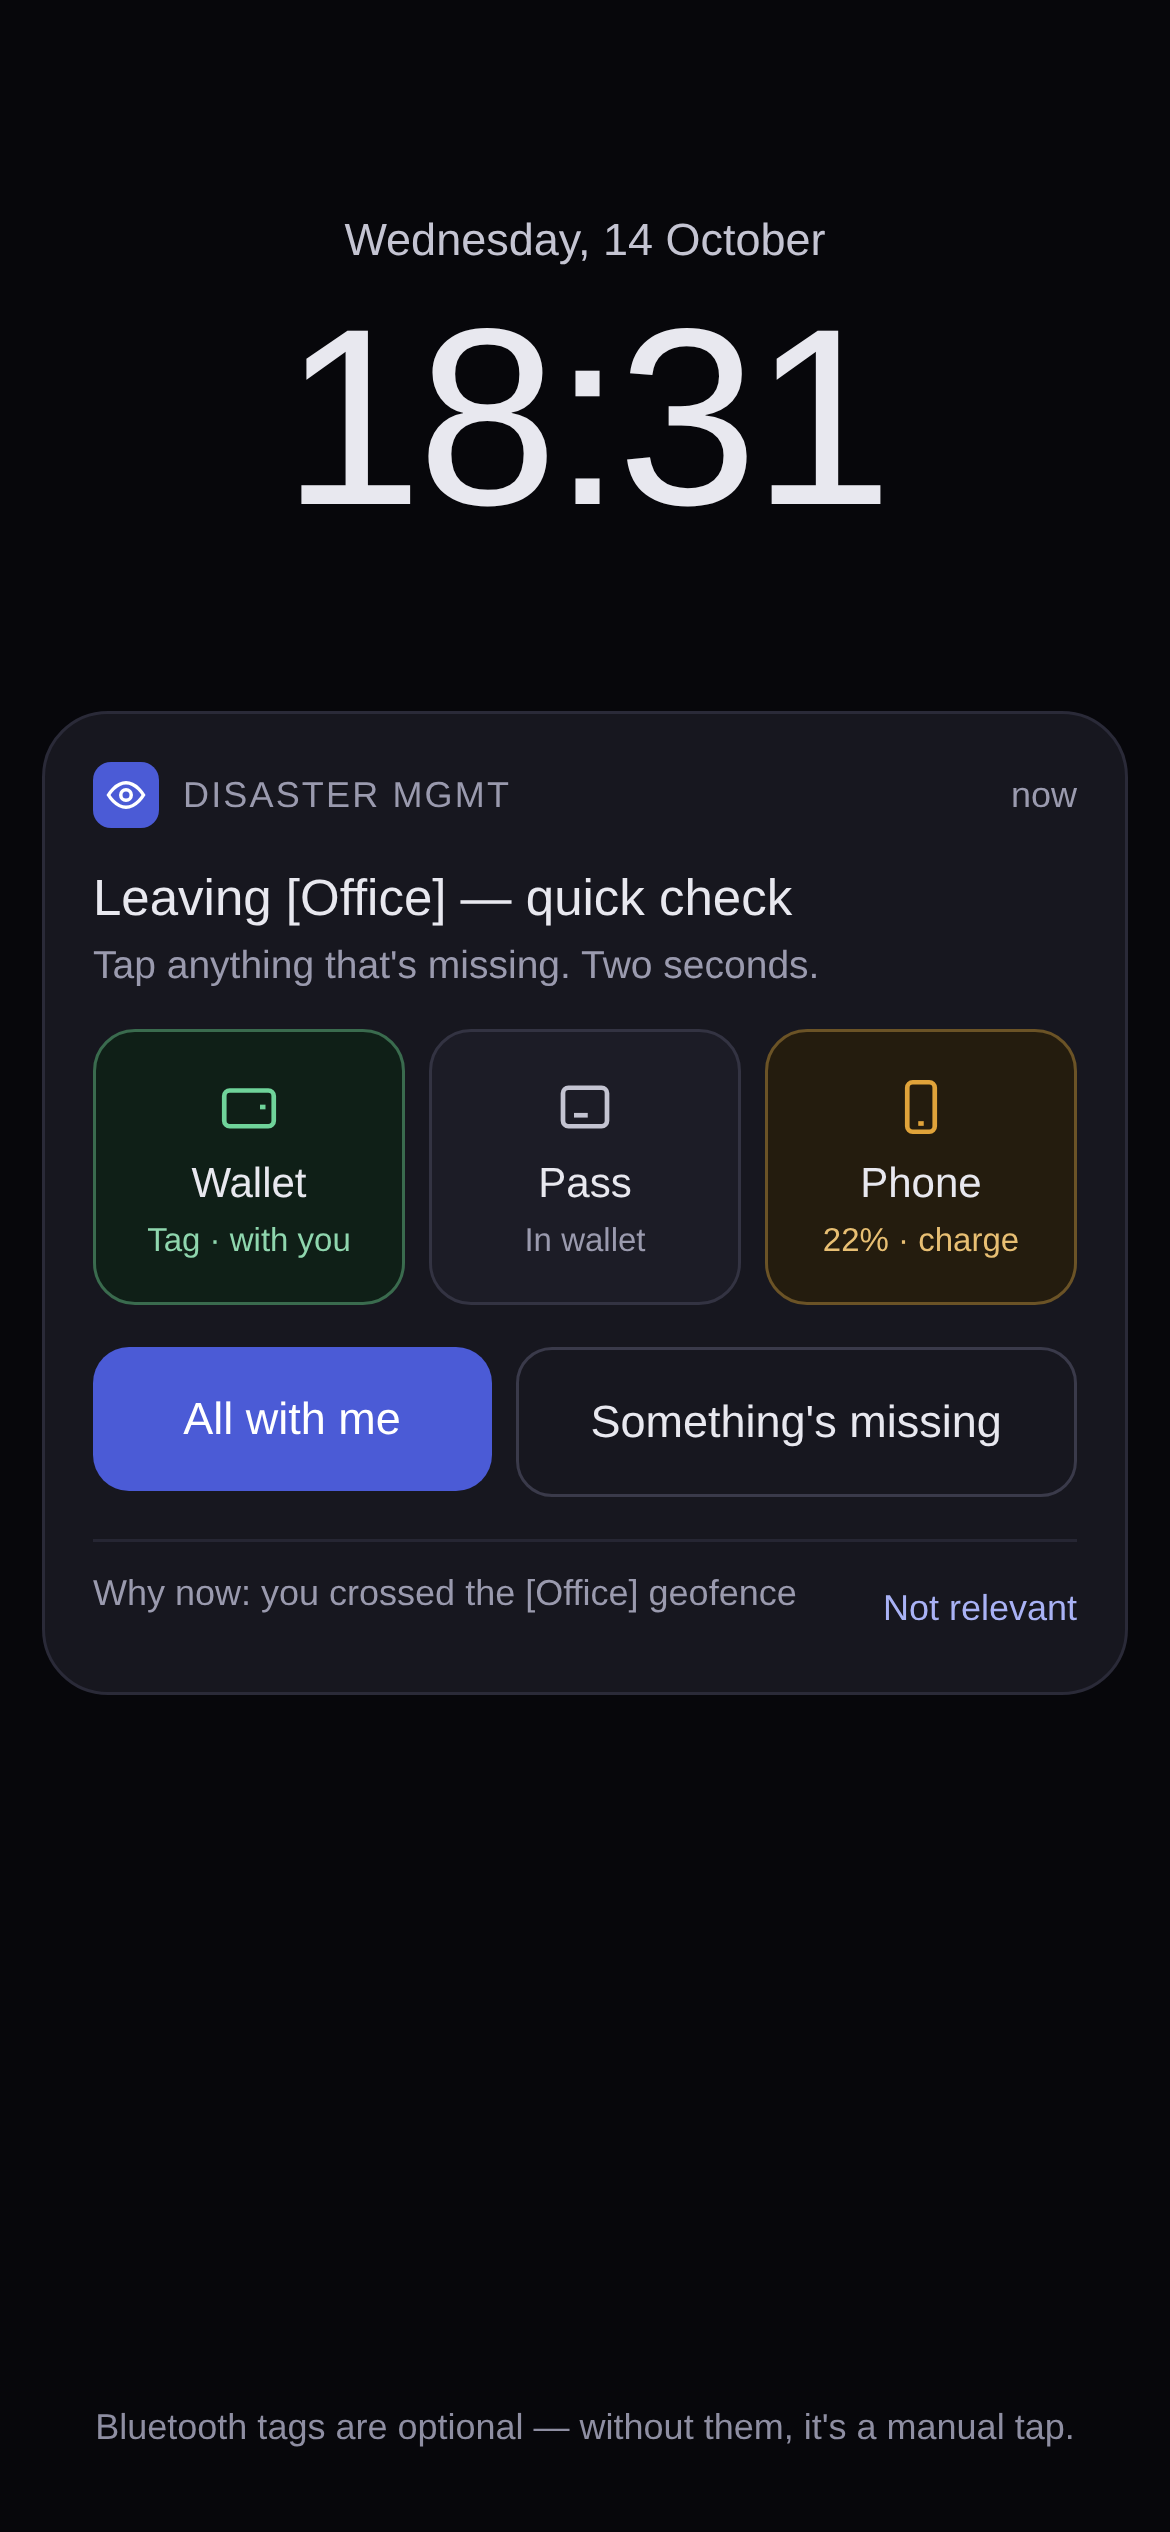 Wednesday, 14 October
18:31
DISASTER MGMT
now
Leaving [Office] — quick check
Tap anything that's missing. Two seconds.
Wallet
Tag · with you
Pass
In wallet
Phone
22% · charge
All with me
Something's missing
Why now: you crossed the [Office] geofence
Not relevant
Bluetooth tags are optional — without them, it's a manual tap.